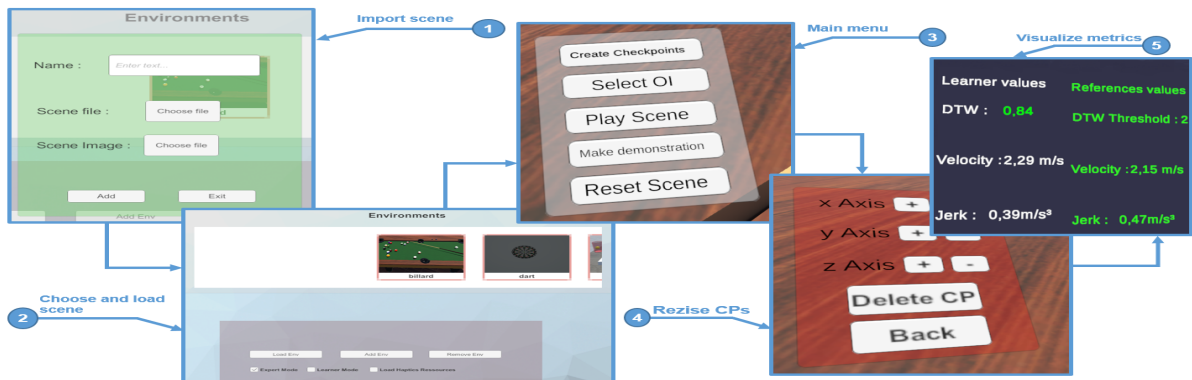 Import scene
1
Environments
Name :
Enter text...
Scene file :
Choose file
d
Scene Image :
Choose file
Add
Exit
Add Env
2
Choose and load
scene
Environments
billard
dart
Load Env
Add Env
Remove Env
Expert Mode
Learner Mode
Load Haptics Ressources
Main menu
3
Create Checkpoints
Select OI
Play Scene
Make demonstration
Reset Scene
4
Rezise CPs
x Axis +
y Axis +
z Axis + -
Delete CP
Back
Visualize metrics
5
Learner values
References values
DTW : 0,84
DTW Threshold : 2
Velocity :2,29 m/s
Velocity :2,15 m/s
Jerk : 0,39m/s³
Jerk : 0,47m/s³